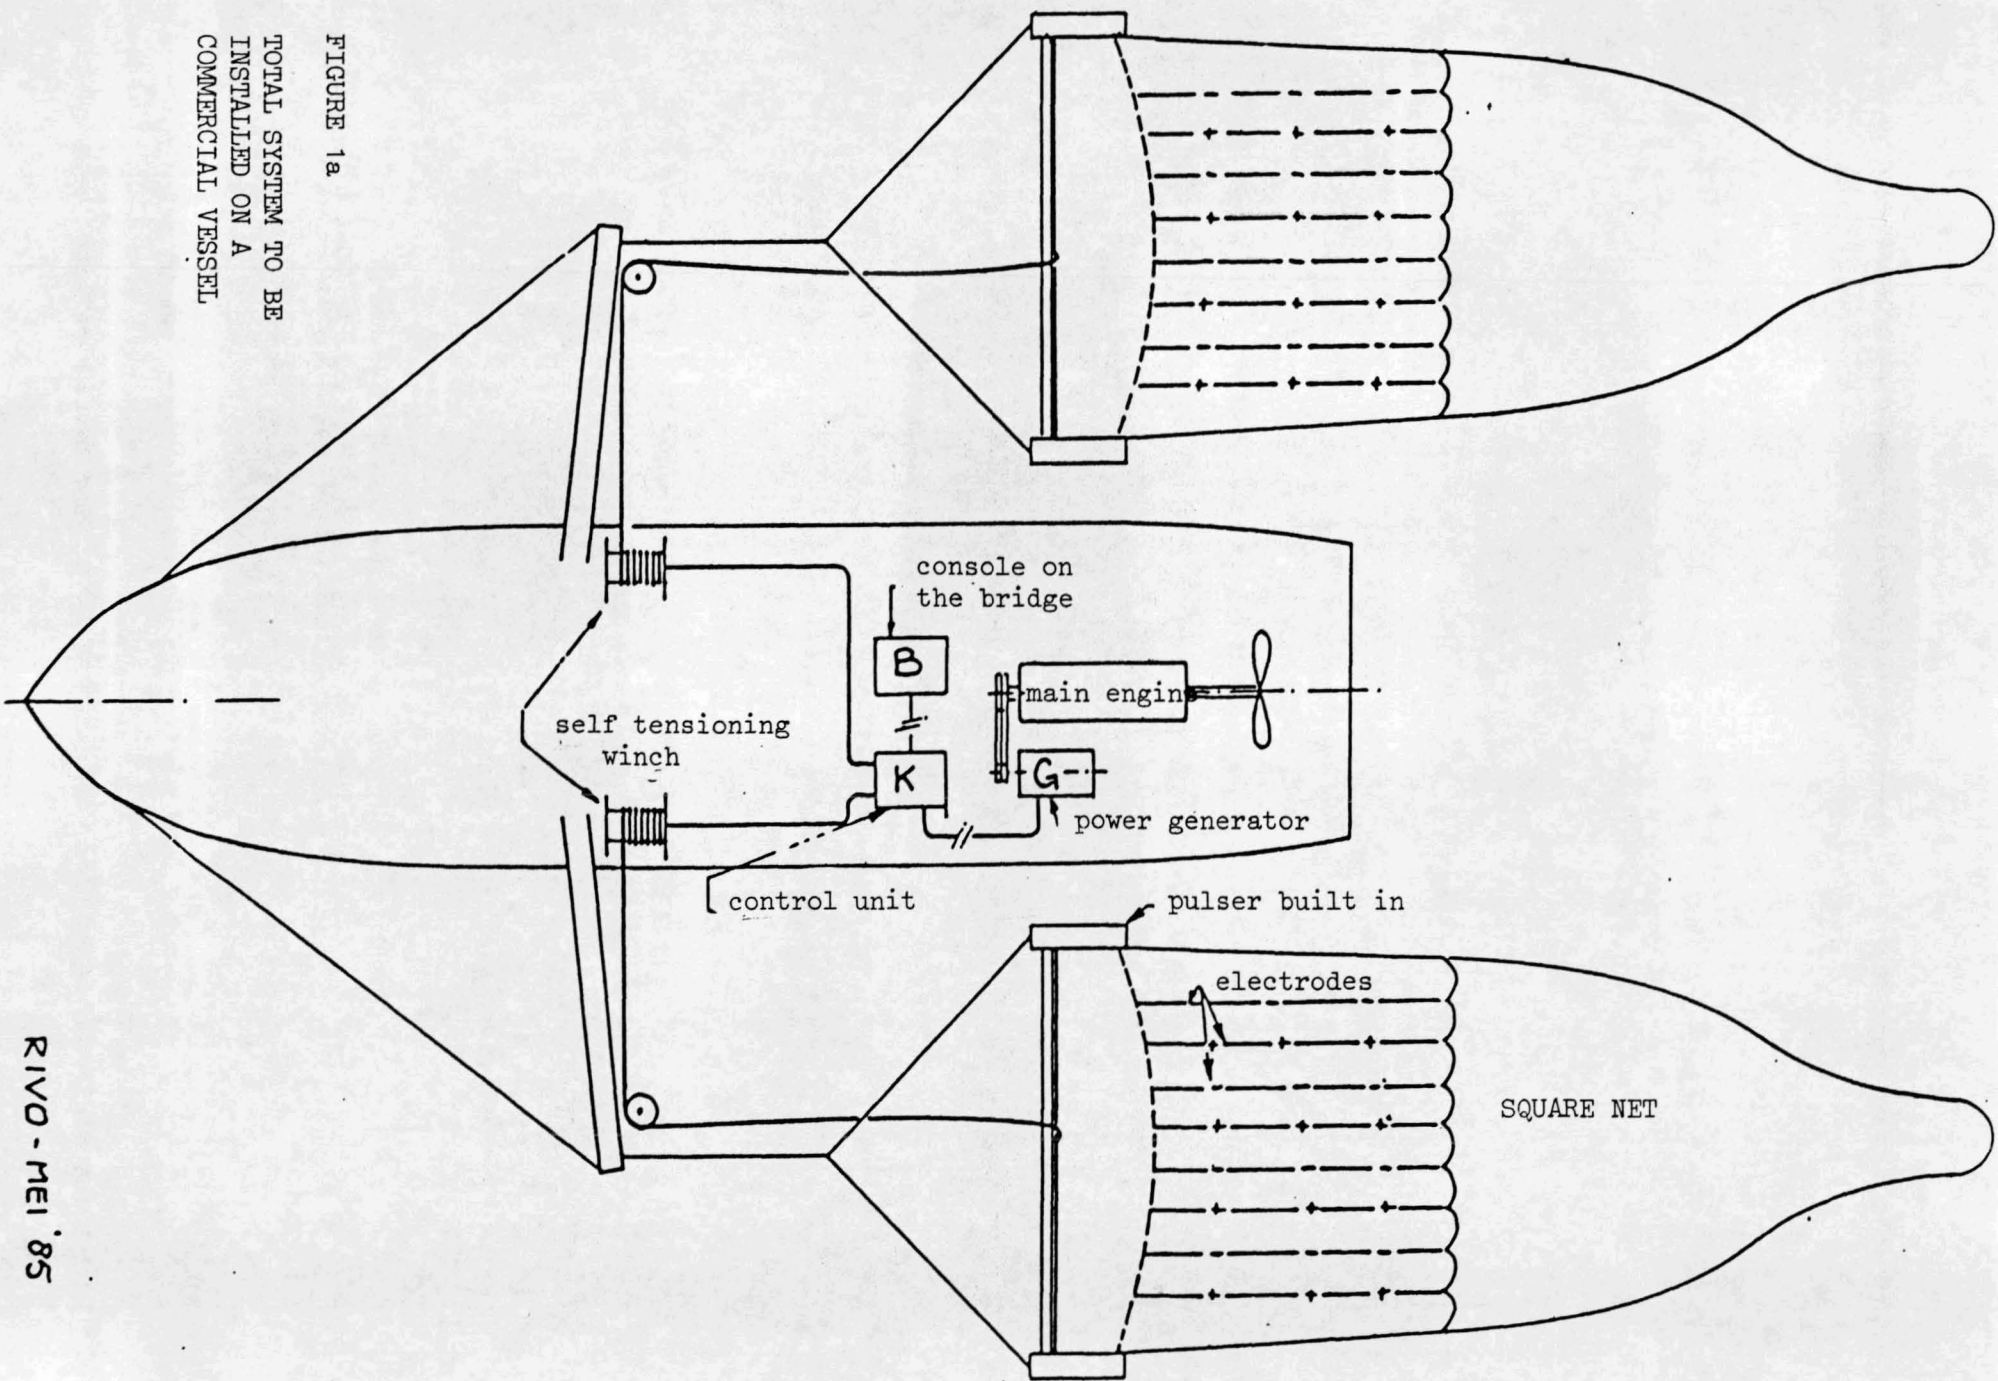 FIGURE 1a
TOTAL SYSTEM TO BE
INSTALLED ON A
COMMERCIAL VESSEL
console on
the bridge
B
main engin
self tensioning
winch
K
G
power generator
control unit
pulser built in
electrodes
SQUARE NET
RIVO - MEI '85